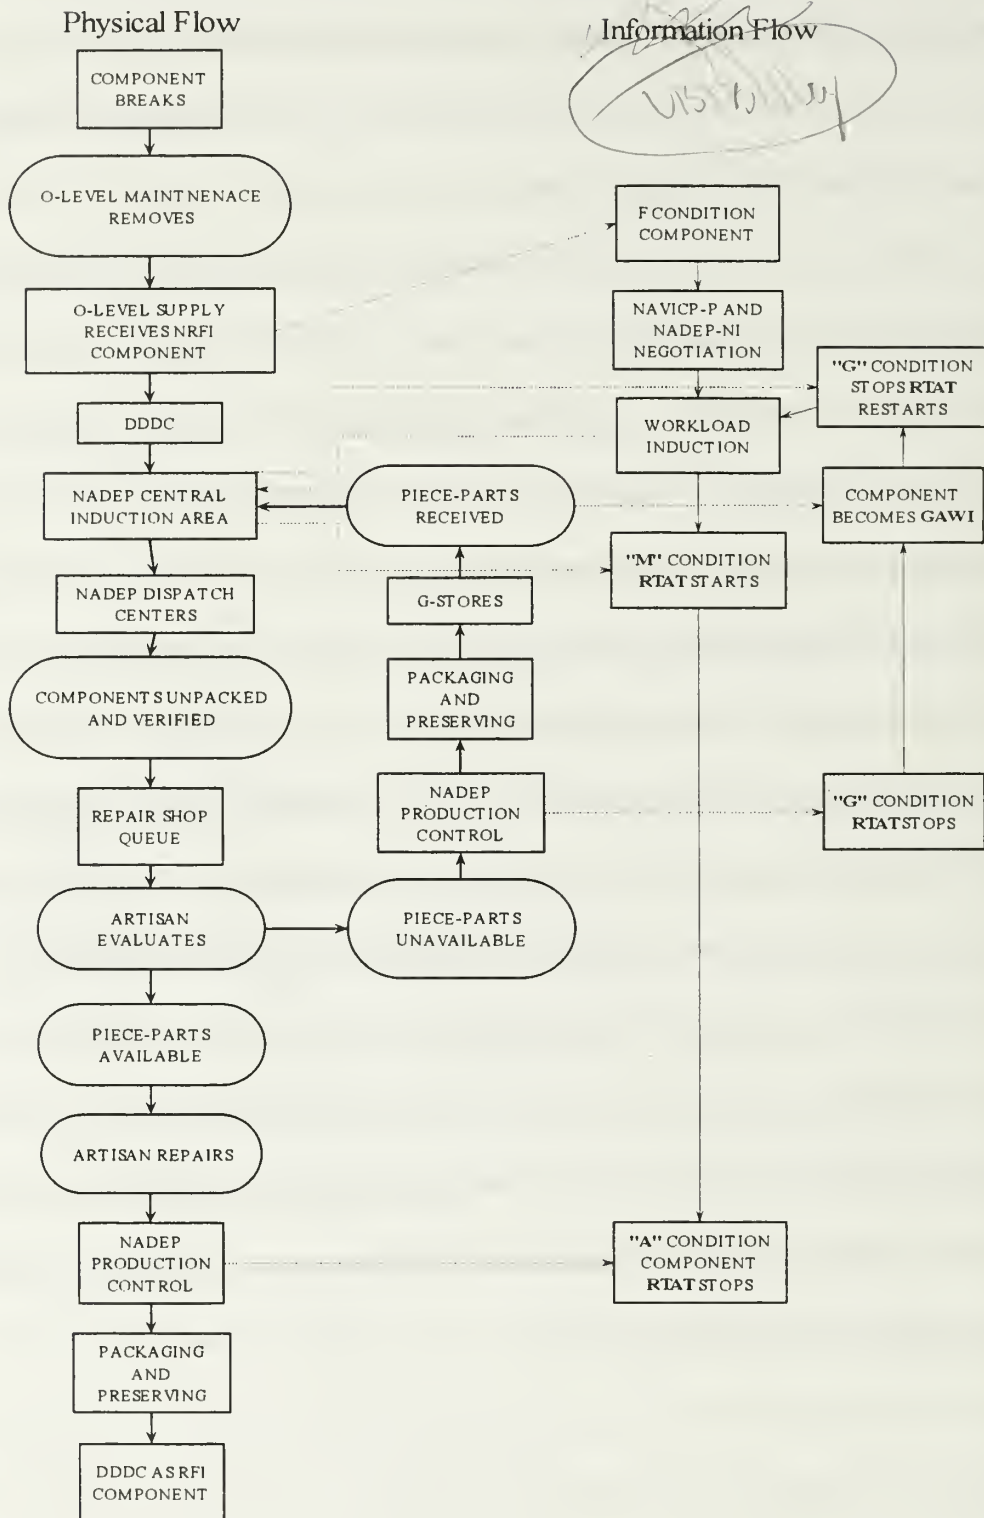 Physical Flow
COMPONENT
BREAKS
O-LEVEL MAINTNENACE
REMOVES
O-LEVEL SUPPLY
RECEIVES NRFI
COMPONENT
DDDC
NADEP CENTRAL
INDUCTION AREA
NADEP DISPATCH
CENTERS
COMPONENTS UNPACKED
AND VERIFIED
REPAIR SHOP
QUEUE
ARTISAN
EVALUATES
PIECE-PARTS
AVAILABLE
ARTISAN REPAIRS
NADEP
PRODUCTION
CONTROL
PACKAGING
AND
PRESERVING
DDDC AS RFI
COMPONENT
PIECE-PARTS
RECEIVED
G-STORES
PACKAGING
AND
PRESERVING
NADEP
PRODUCTION
CONTROL
PIECE-PARTS
UNAVAILABLE
Information Flow
F CONDITION
COMPONENT
NAVICP-P AND
NADEP-NI
NEGOTIATION
WORKLOAD
INDUCTION
"M" CONDITION
RTAT STARTS
"A" CONDITION
COMPONENT
RTAT STOPS
"G" CONDITION
STOPS RTAT
RESTARTS
COMPONENT
BECOMES GAWI
"G" CONDITION
RTAT STOPS